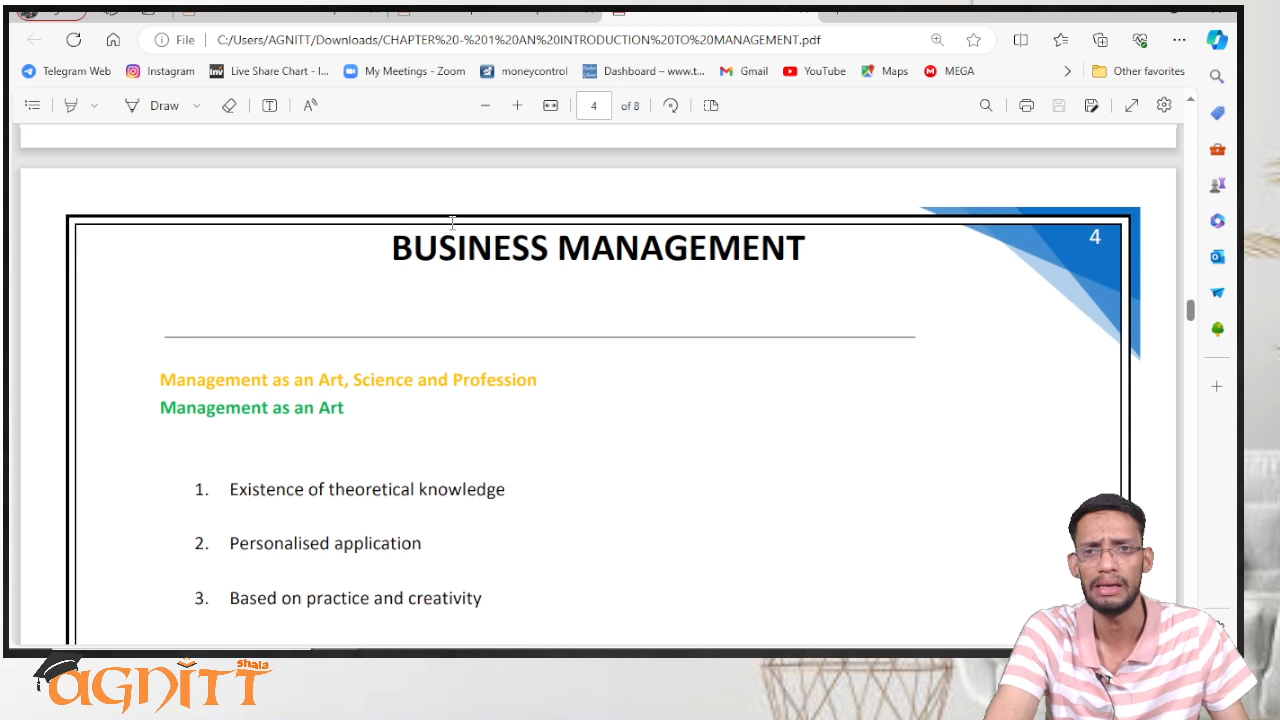 File C:/Users/AGNITT/Downloads/CHAPTER%20-%201%20AN%20INTRODUCTION%20TO%20MANAGEMENT.pdf
Telegram Web Instagram Live Share Chart - I... My Meetings - Zoom moneycontrol Dashboard – www.t... Gmail YouTube Maps MEGA Other favorites
Draw 4 of 8
4
BUSINESS MANAGEMENT
Management as an Art, Science and Profession
Management as an Art
1. Existence of theoretical knowledge
2. Personalised application
3. Based on practice and creativity
agnitt shala